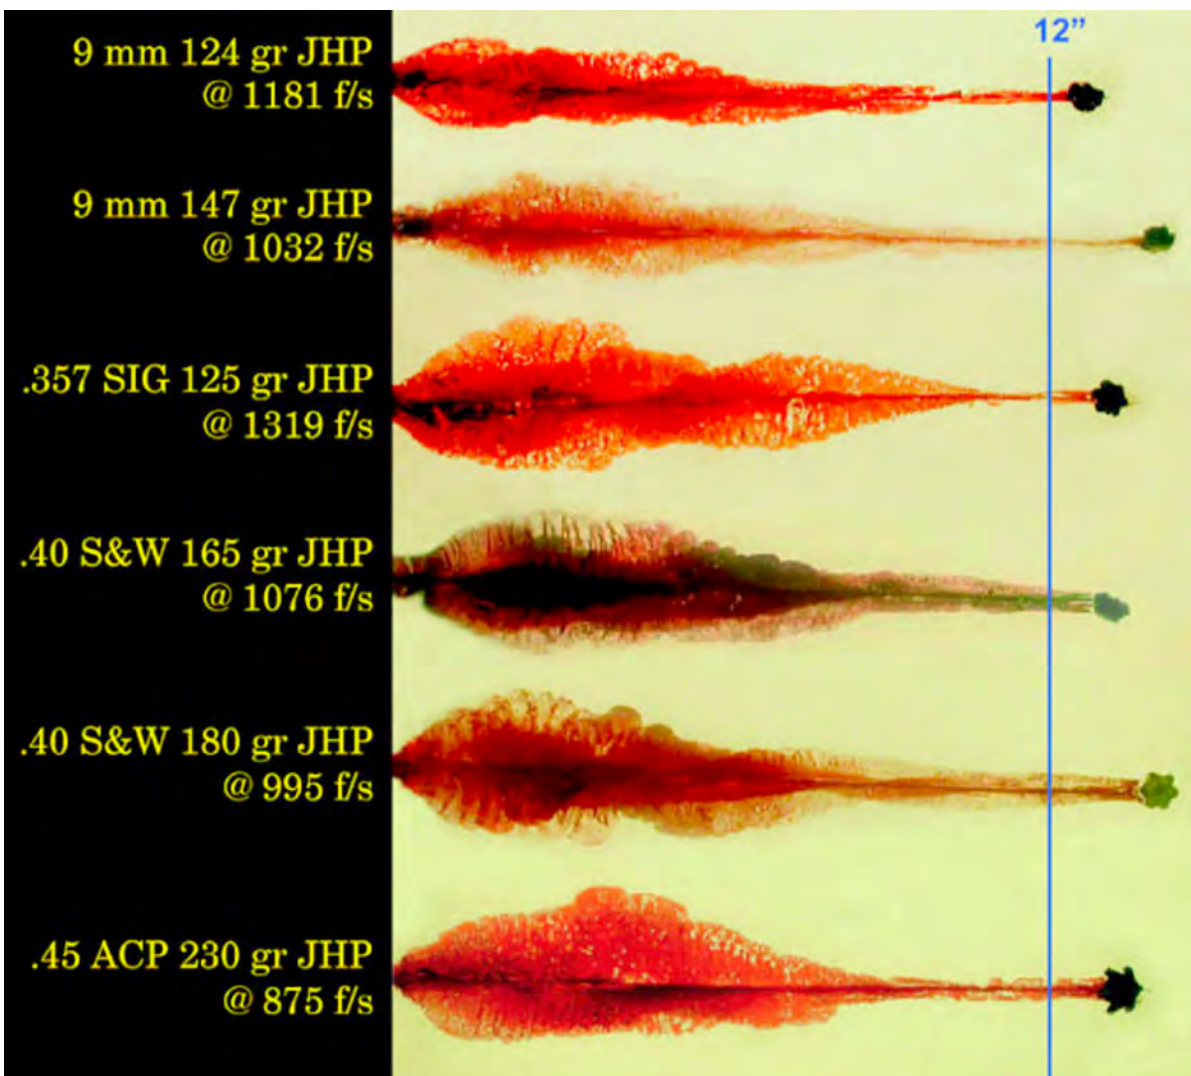 12”
9 mm 124 gr JHP
@ 1181 f/s
9 mm 147 gr JHP
@ 1032 f/s
.357 SIG 125 gr JHP
@ 1319 f/s
.40 S&W 165 gr JHP
@ 1076 f/s
.40 S&W 180 gr JHP
@ 995 f/s
.45 ACP 230 gr JHP
@ 875 f/s